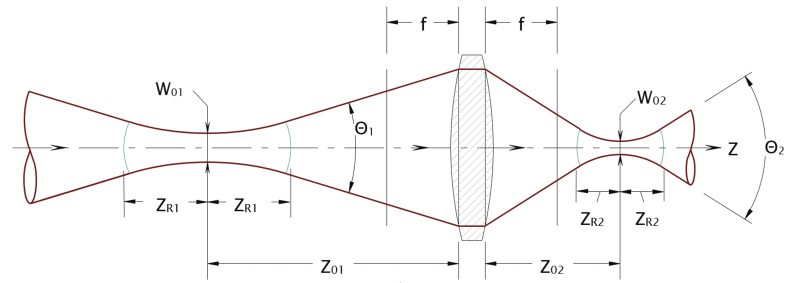 f f
W01 W02
Θ1 Z Θ2
ZR1 ZR1 ZR2 ZR2
Z01 Z02